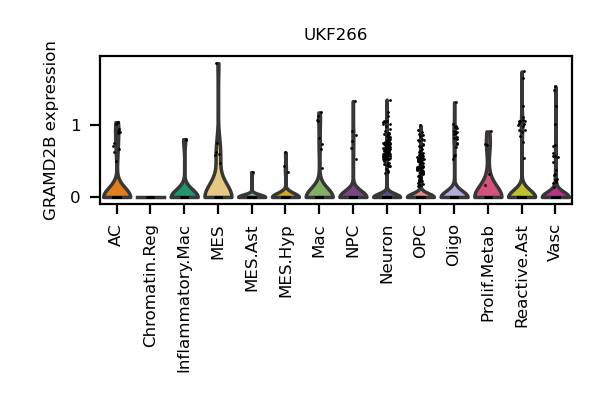 UKF266
GRAMD2B expression
1
0
AC
Chromatin.Reg
Inflammatory.Mac
MES
MES.Ast
MES.Hyp
Mac
NPC
Neuron
OPC
Oligo
Prolif.Metab
Reactive.Ast
Vasc